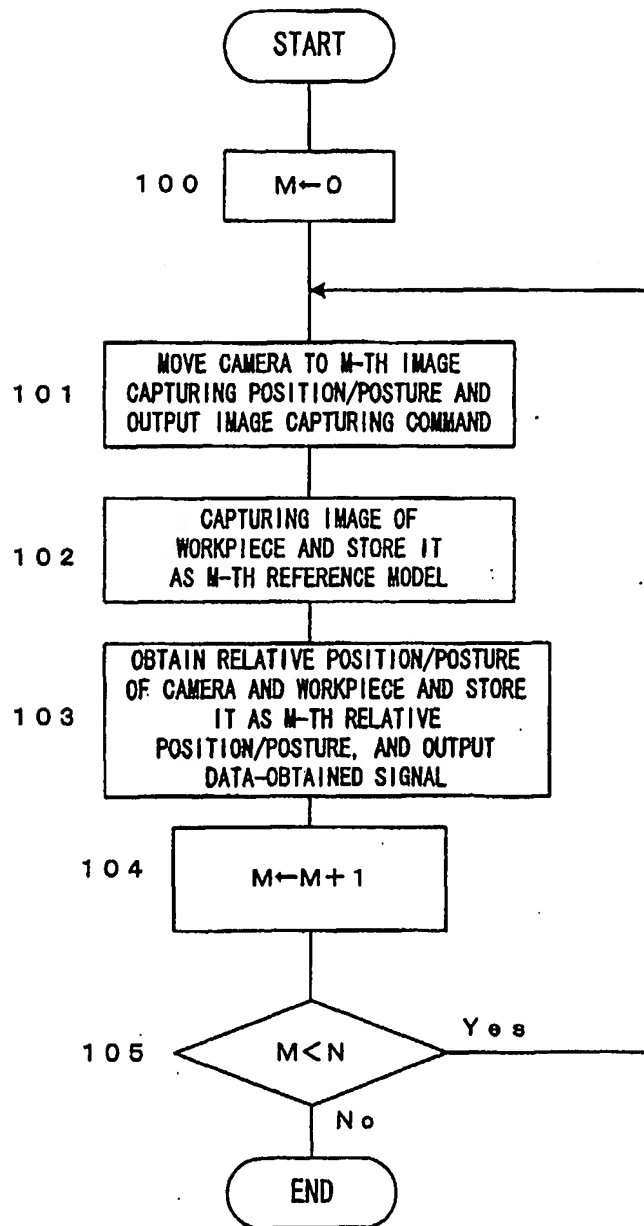 START
100
M←0
101
MOVE CAMERA TO M-TH IMAGE
CAPTURING POSITION/POSTURE AND
OUTPUT IMAGE CAPTURING COMMAND
102
CAPTURING IMAGE OF
WORKPIECE AND STORE IT
AS M-TH REFERENCE MODEL
103
OBTAIN RELATIVE POSITION/POSTURE
OF CAMERA AND WORKPIECE AND STORE
IT AS M-TH RELATIVE
POSITION/POSTURE, AND OUTPUT
DATA-OBTAINED SIGNAL
104
M←M+1
105
M<N
Yes
No
END